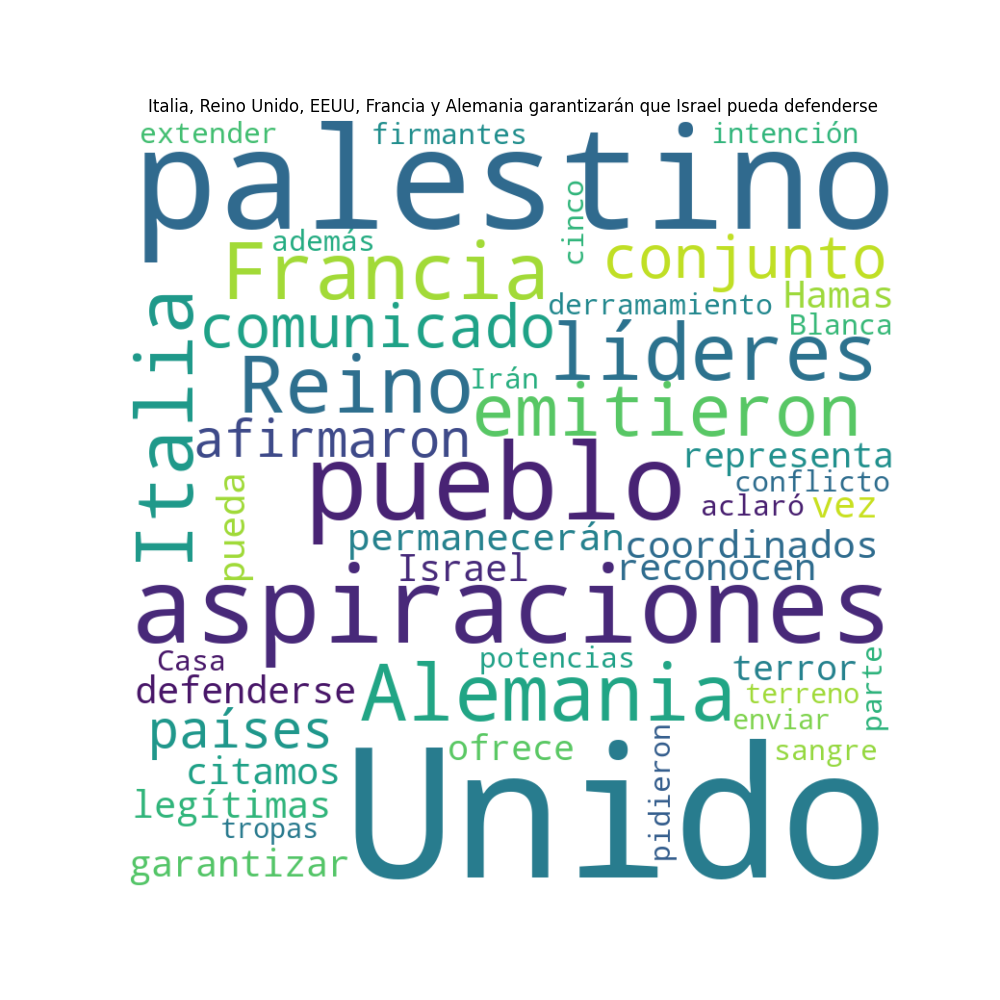 Italia, Reino Unido, EEUU, Francia y Alemania garantizarán que Israel pueda defenderse
extender firmantes intención
palestino
cinco
además
Francia conjunto
Italia
derramamiento Hamas
comunicado Blanca
líderes
Reino Irán
emitieron
afirmaron
pueblo representa
conflicto
pueda aclaró vez
permanecerán coordinados
Israel reconocen
aspiraciones
Casa potencias terror parte
defenderse Alemania terreno
enviar
países ofrece pidieron sangre
citamos
Unido
legítimas
tropas
garantizar